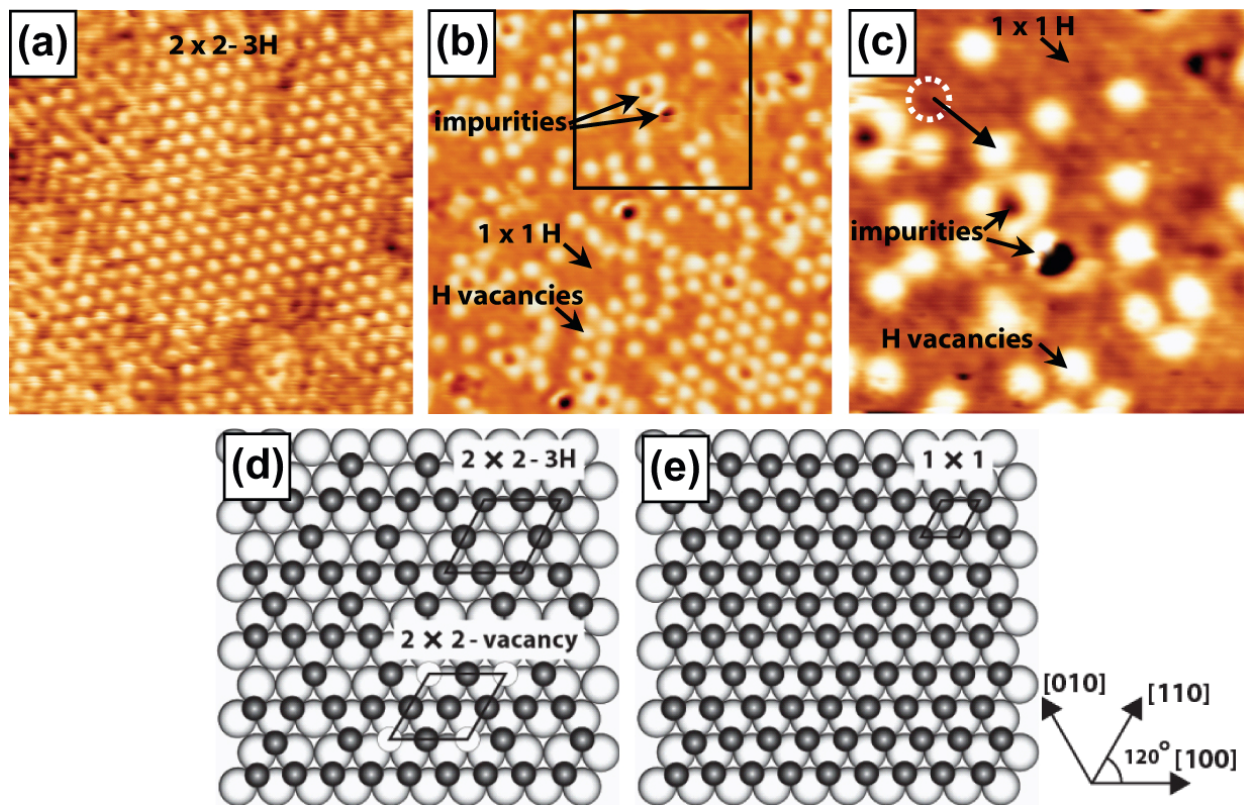 (a)
2 x 2- 3H
(b)
impurities
1 x 1 H
H vacancies
(c)
1 x 1 H
impurities
H vacancies
(d)
2 × 2 - 3H
2 × 2 - vacancy
(e)
1 × 1
[010]
[110]
120° [100]